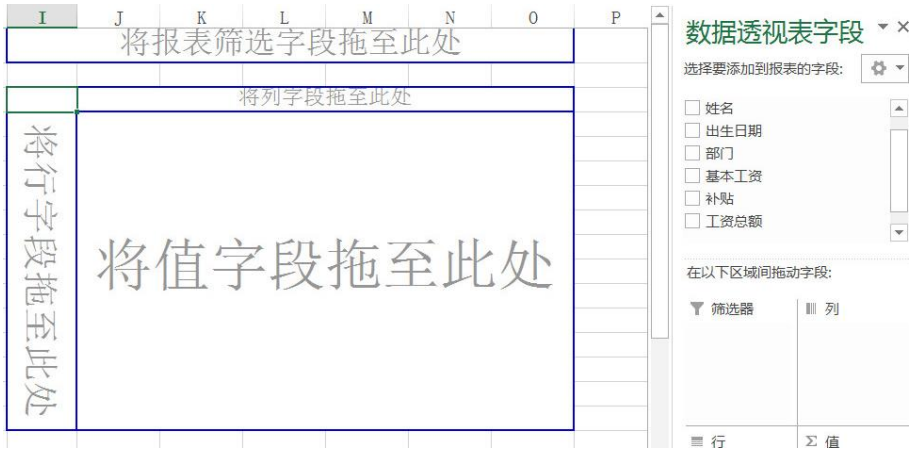 I J K L M N O P
将报表筛选字段拖至此处
将列字段拖至此处
将行字段拖至此处
将值字段拖至此处
数据透视表字段
选择要添加到报表的字段:
姓名
出生日期
部门
基本工资
补贴
工资总额
在以下区域间拖动字段:
筛选器 列
行 Σ 值